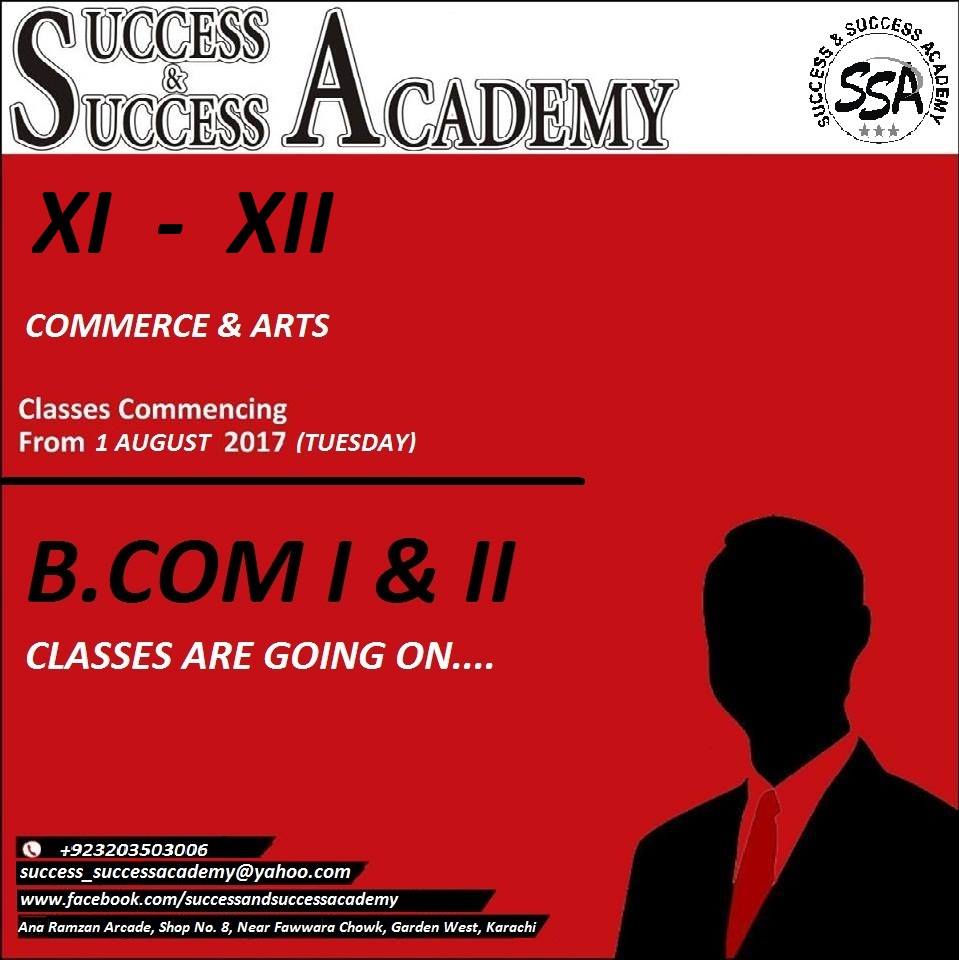 SUCCESS
&
SUCCESS ACADEMY
SUCCESS & SUCCESS ACADEMY
SSA
XI - XII
COMMERCE & ARTS
Classes Commencing
From 1 AUGUST 2017 (TUESDAY)
B.COM I & II
CLASSES ARE GOING ON....
+923203503006
success_successacademy@yahoo.com
www.facebook.com/successandsuccessacademy
Ana Ramzan Arcade, Shop No. 8, Near Fawwara Chowk, Garden West, Karachi